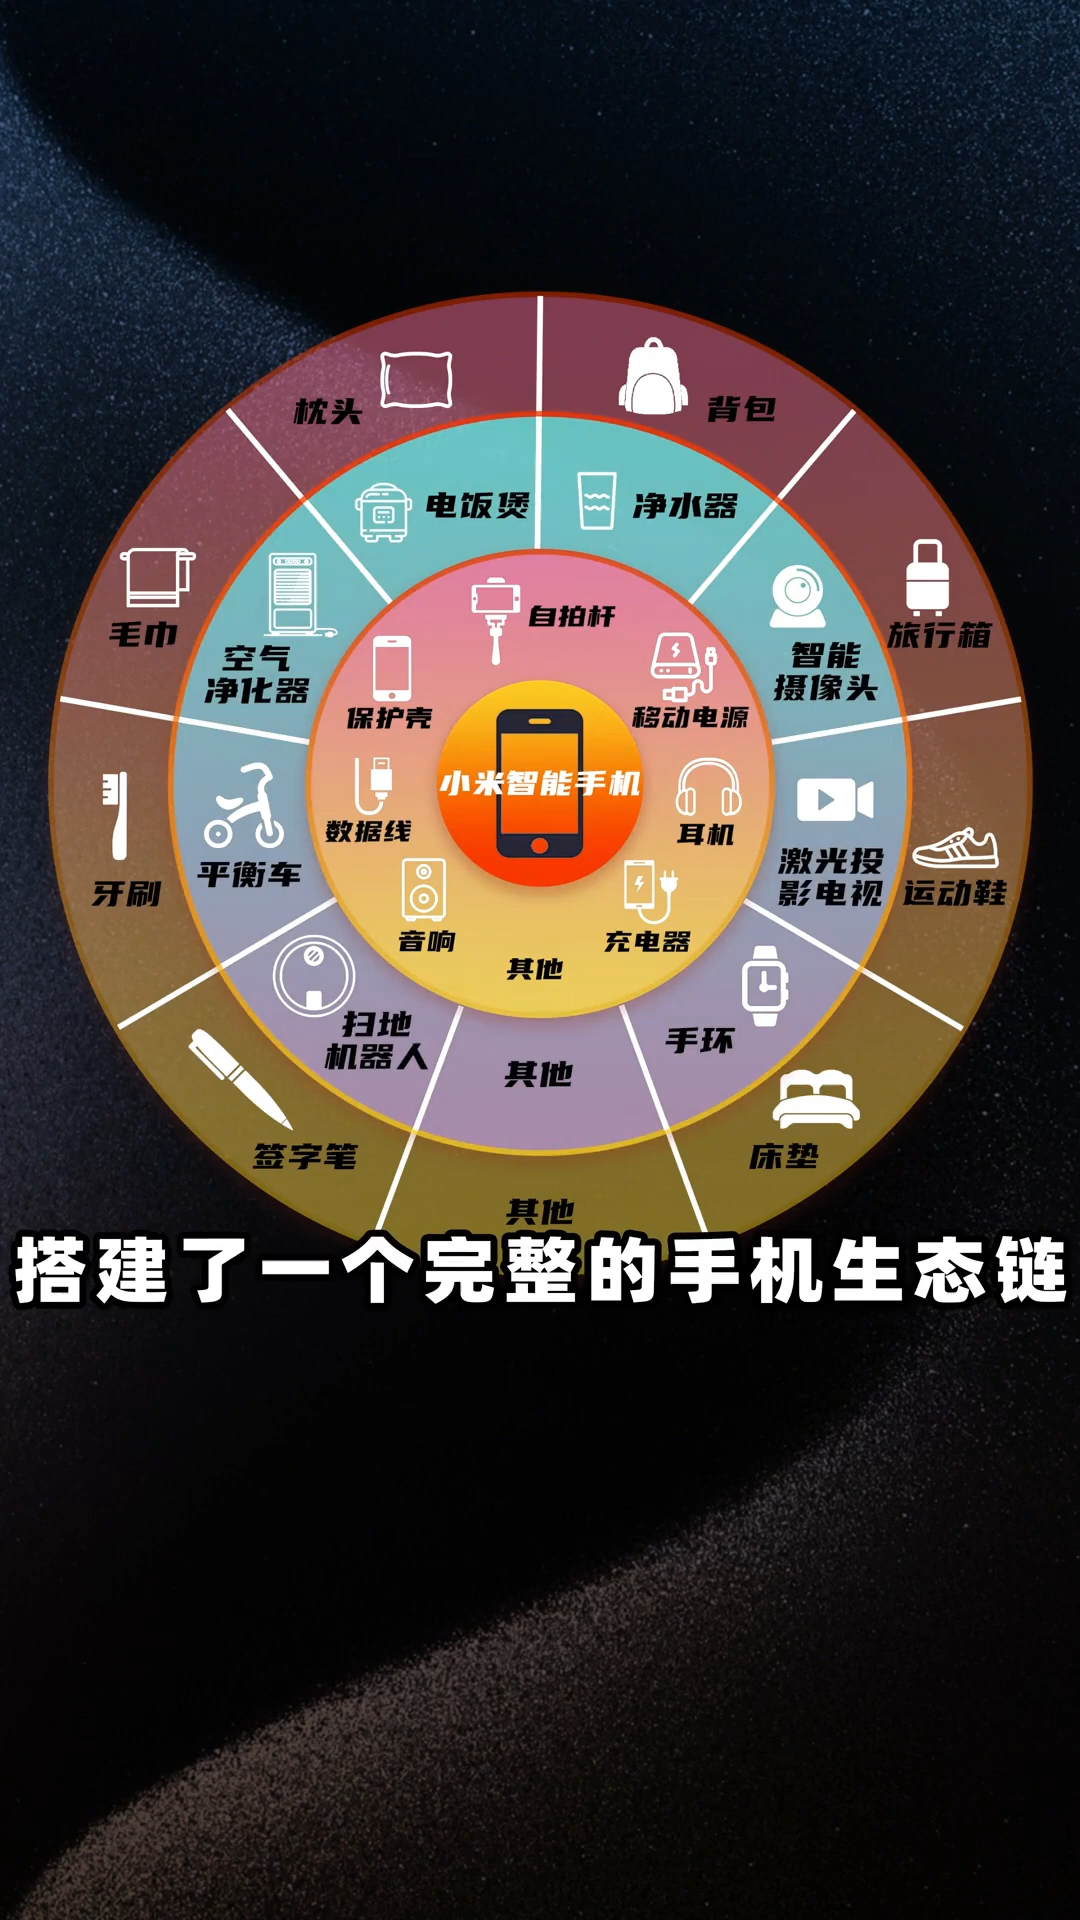 枕头
背包
电饭煲
净水器
毛巾
空气
净化器
自拍杆
智能
摄像头
旅行箱
保护壳
移动电源
小米智能手机
数据线
耳机
牙刷
平衡车
激光投
影电视
运动鞋
音响
充电器
其他
扫地
机器人
其他
手环
签字笔
床垫
其他
搭建了一个完整的手机生态链